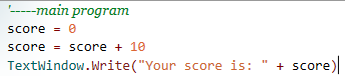 '-----main program
score = 0
score = score + 10
TextWindow.Write("Your score is: " + score)